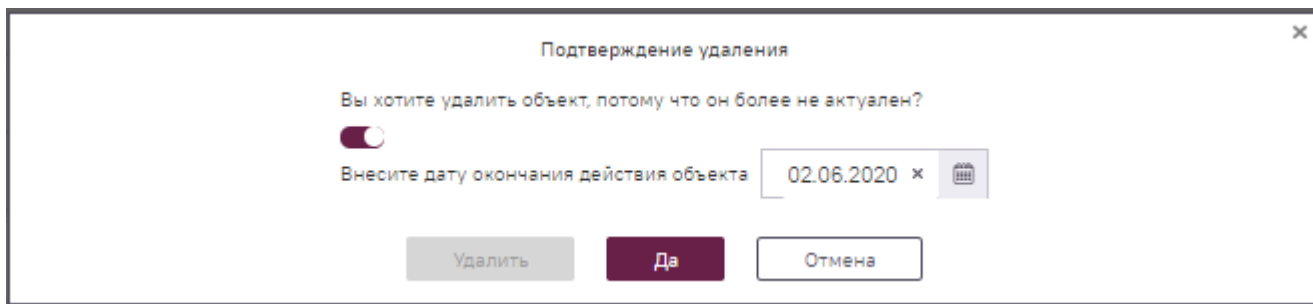 Подтверждение удаления
Вы хотите удалить объект, потому что он более не актуален?
Внесите дату окончания действия объекта 02.06.2020
Удалить Да Отмена